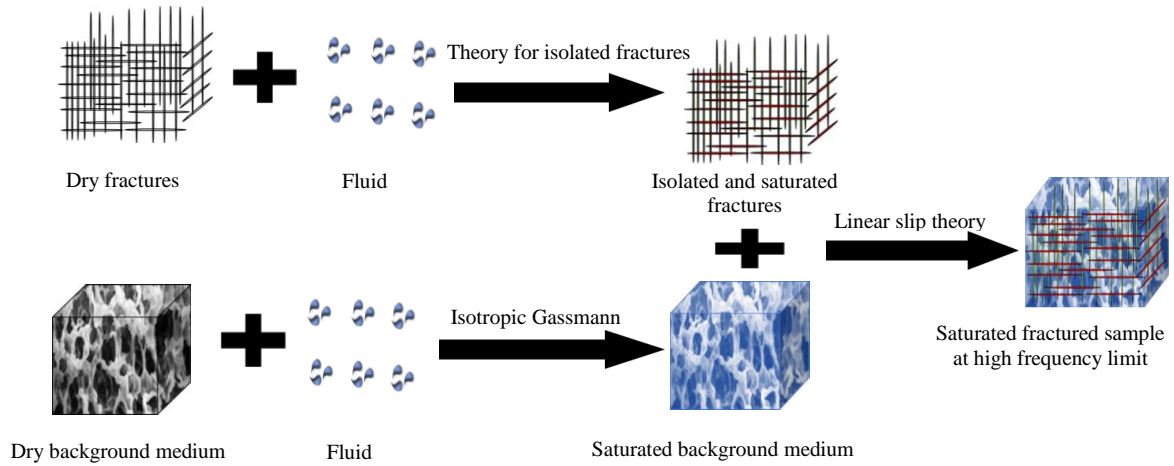 Theory for isolated fractures
Dry fractures
Fluid
Isolated and saturated
fractures
Linear slip theory
Isotropic Gassmann
Saturated fractured sample
at high frequency limit
Dry background medium
Fluid
Saturated background medium